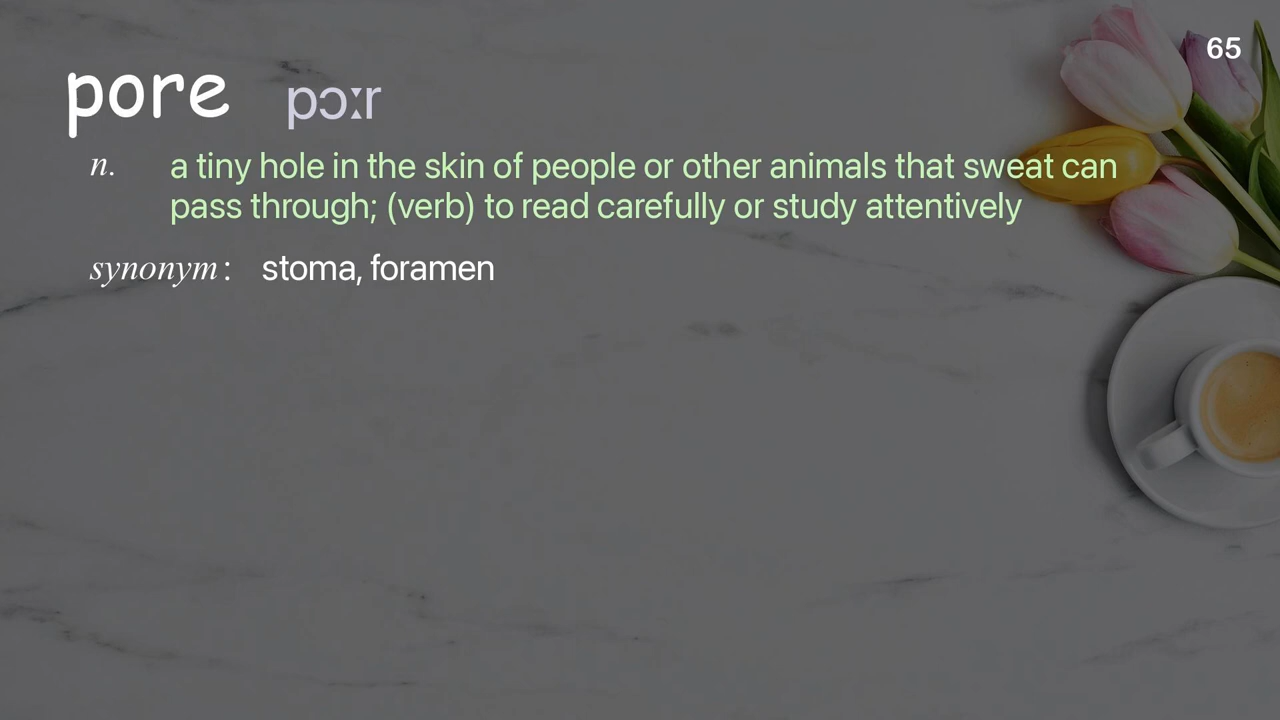 65
pore pɔːr
n. a tiny hole in the skin of people or other animals that sweat can
pass through; (verb) to read carefully or study attentively
synonym: stoma, foramen